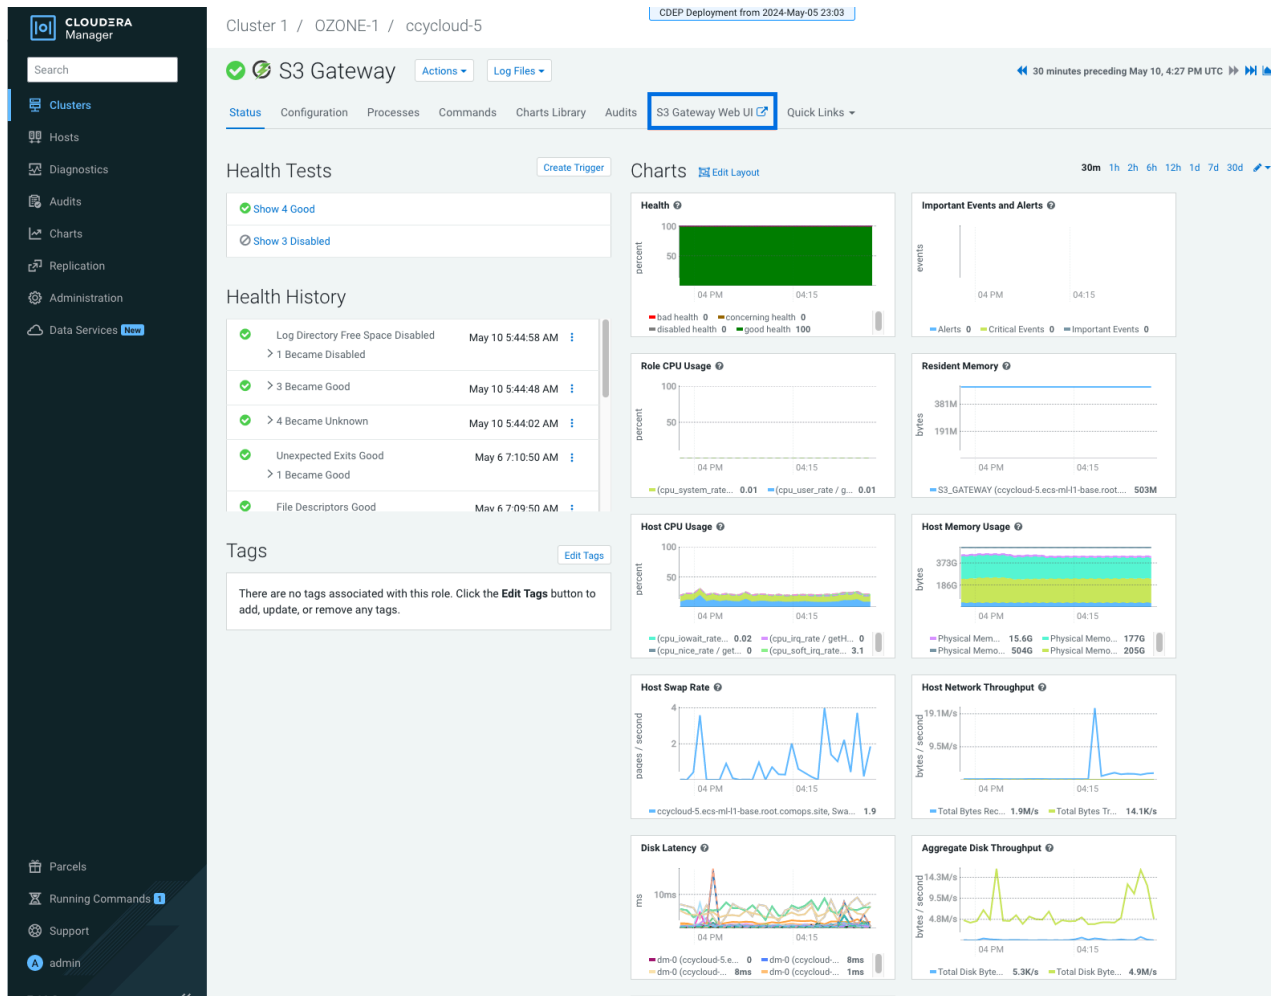 CLOUDERA
Manager
Search
Clusters
Hosts
Diagnostics
Audits
Charts
Replication
Administration
Data Services New
Parcels
Running Commands 1
Support
A admin
Cluster 1 / OZONE-1 / ccycloud-5
CDEP Deployment from 2024-May-05 23:03
S3 Gateway Actions Log Files
30 minutes preceding May 10, 4:27 PM UTC
Status Configuration Processes Commands Charts Library Audits S3 Gateway Web UI Quick Links
Health Tests Create Trigger
Show 4 Good
Show 3 Disabled
Health History
Log Directory Free Space Disabled May 10 5:44:58 AM
1 Became Disabled
3 Became Good May 10 5:44:48 AM
4 Became Unknown May 10 5:44:02 AM
Unexpected Exits Good May 6 7:10:50 AM
1 Became Good
File Descriptors Good May 6 7:09:50 AM
Tags Edit Tags
There are no tags associated with this role. Click the Edit Tags button to
add, update, or remove any tags.
Charts Edit Layout
30m 1h 2h 6h 12h 1d 7d 30d
Health
percent
100
50
04 PM 04:15
bad health 0 concerning health 0
disabled health 0 good health 100
Important Events and Alerts
events
04 PM 04:15
Alerts 0 Critical Events 0 Important Events 0
Role CPU Usage
percent
100
50
04 PM 04:15
(cpu_system_rate... 0.01 (cpu_user_rate / g... 0.01
Resident Memory
bytes
381M
191M
04 PM 04:15
S3_GATEWAY (ccycloud-5.ecs-ml-l1-base.root.... 503M
Host CPU Usage
percent
100
50
04 PM 04:15
(cpu_iowait_rate... 0.02 (cpu_irq_rate / getH... 0
(cpu_nice_rate / get... 0 (cpu_soft_irq_rate... 3.1
Host Memory Usage
bytes
373G
186G
04 PM 04:15
Physical Mem... 15.6G Physical Memo... 177G
Physical Memo... 504G Physical Memo... 205G
Host Swap Rate
pages / second
4
2
04 PM 04:15
ccycloud-5.ecs-ml-l1-base.root.comops.site, Swa... 1.9
Host Network Throughput
bytes / second
19.1M/s
9.5M/s
04 PM 04:15
Total Bytes Rec... 1.9M/s Total Bytes Tr... 14.1K/s
Disk Latency
ms
10ms
04 PM 04:15
dm-0 (ccycloud-5.e... 0 dm-0 (ccycloud-... 8ms
dm-0 (ccycloud-... 8ms dm-0 (ccycloud-... 1ms
Aggregate Disk Throughput
bytes / second
14.3M/s
9.5M/s
4.8M/s
04 PM 04:15
Total Disk Byte... 5.3K/s Total Disk Byte... 4.9M/s